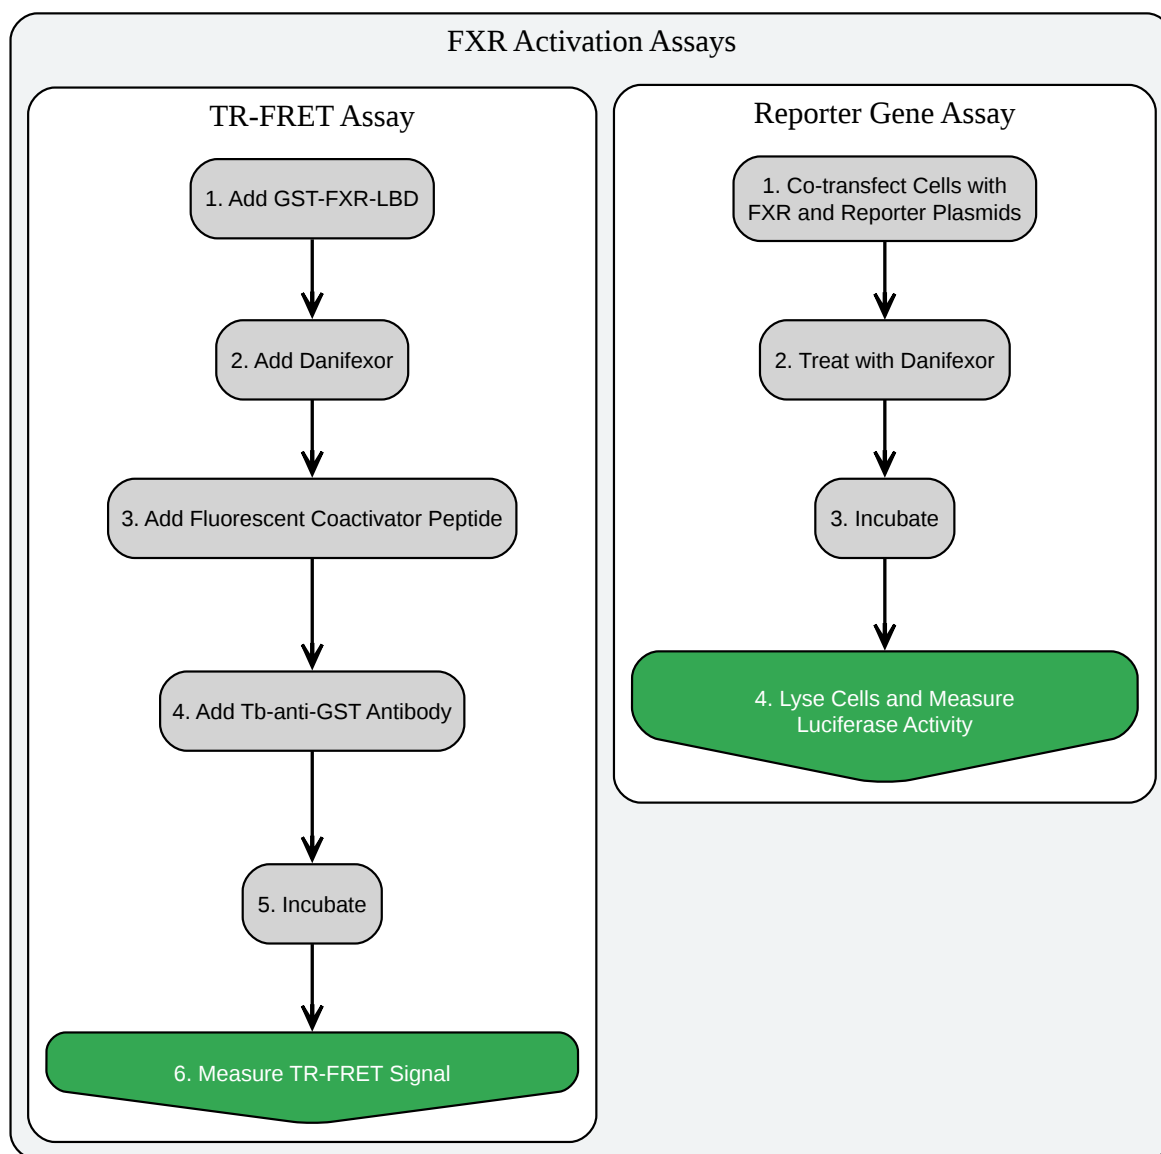 FXR Activation Assays
TR-FRET Assay
1. Add GST-FXR-LBD
2. Add Danifexor
3. Add Fluorescent Coactivator Peptide
4. Add Tb-anti-GST Antibody
5. Incubate
6. Measure TR-FRET Signal
Reporter Gene Assay
1. Co-transfect Cells with
FXR and Reporter Plasmids
2. Treat with Danifexor
3. Incubate
4. Lyse Cells and Measure
Luciferase Activity